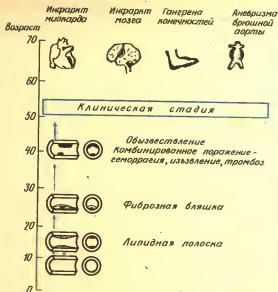 Инфаркт миокарда
Инфаркт мозга
Гангрена конечностей
Аневризма брюшной аорты
Возраст
70
60
Клиническая стадия
50
40
Обызвествление
Комбинированное поражение -
геморрагия, изъязвление, тромбоз
30
Фиброзная бляшка
20
Липидная полоска
10
0